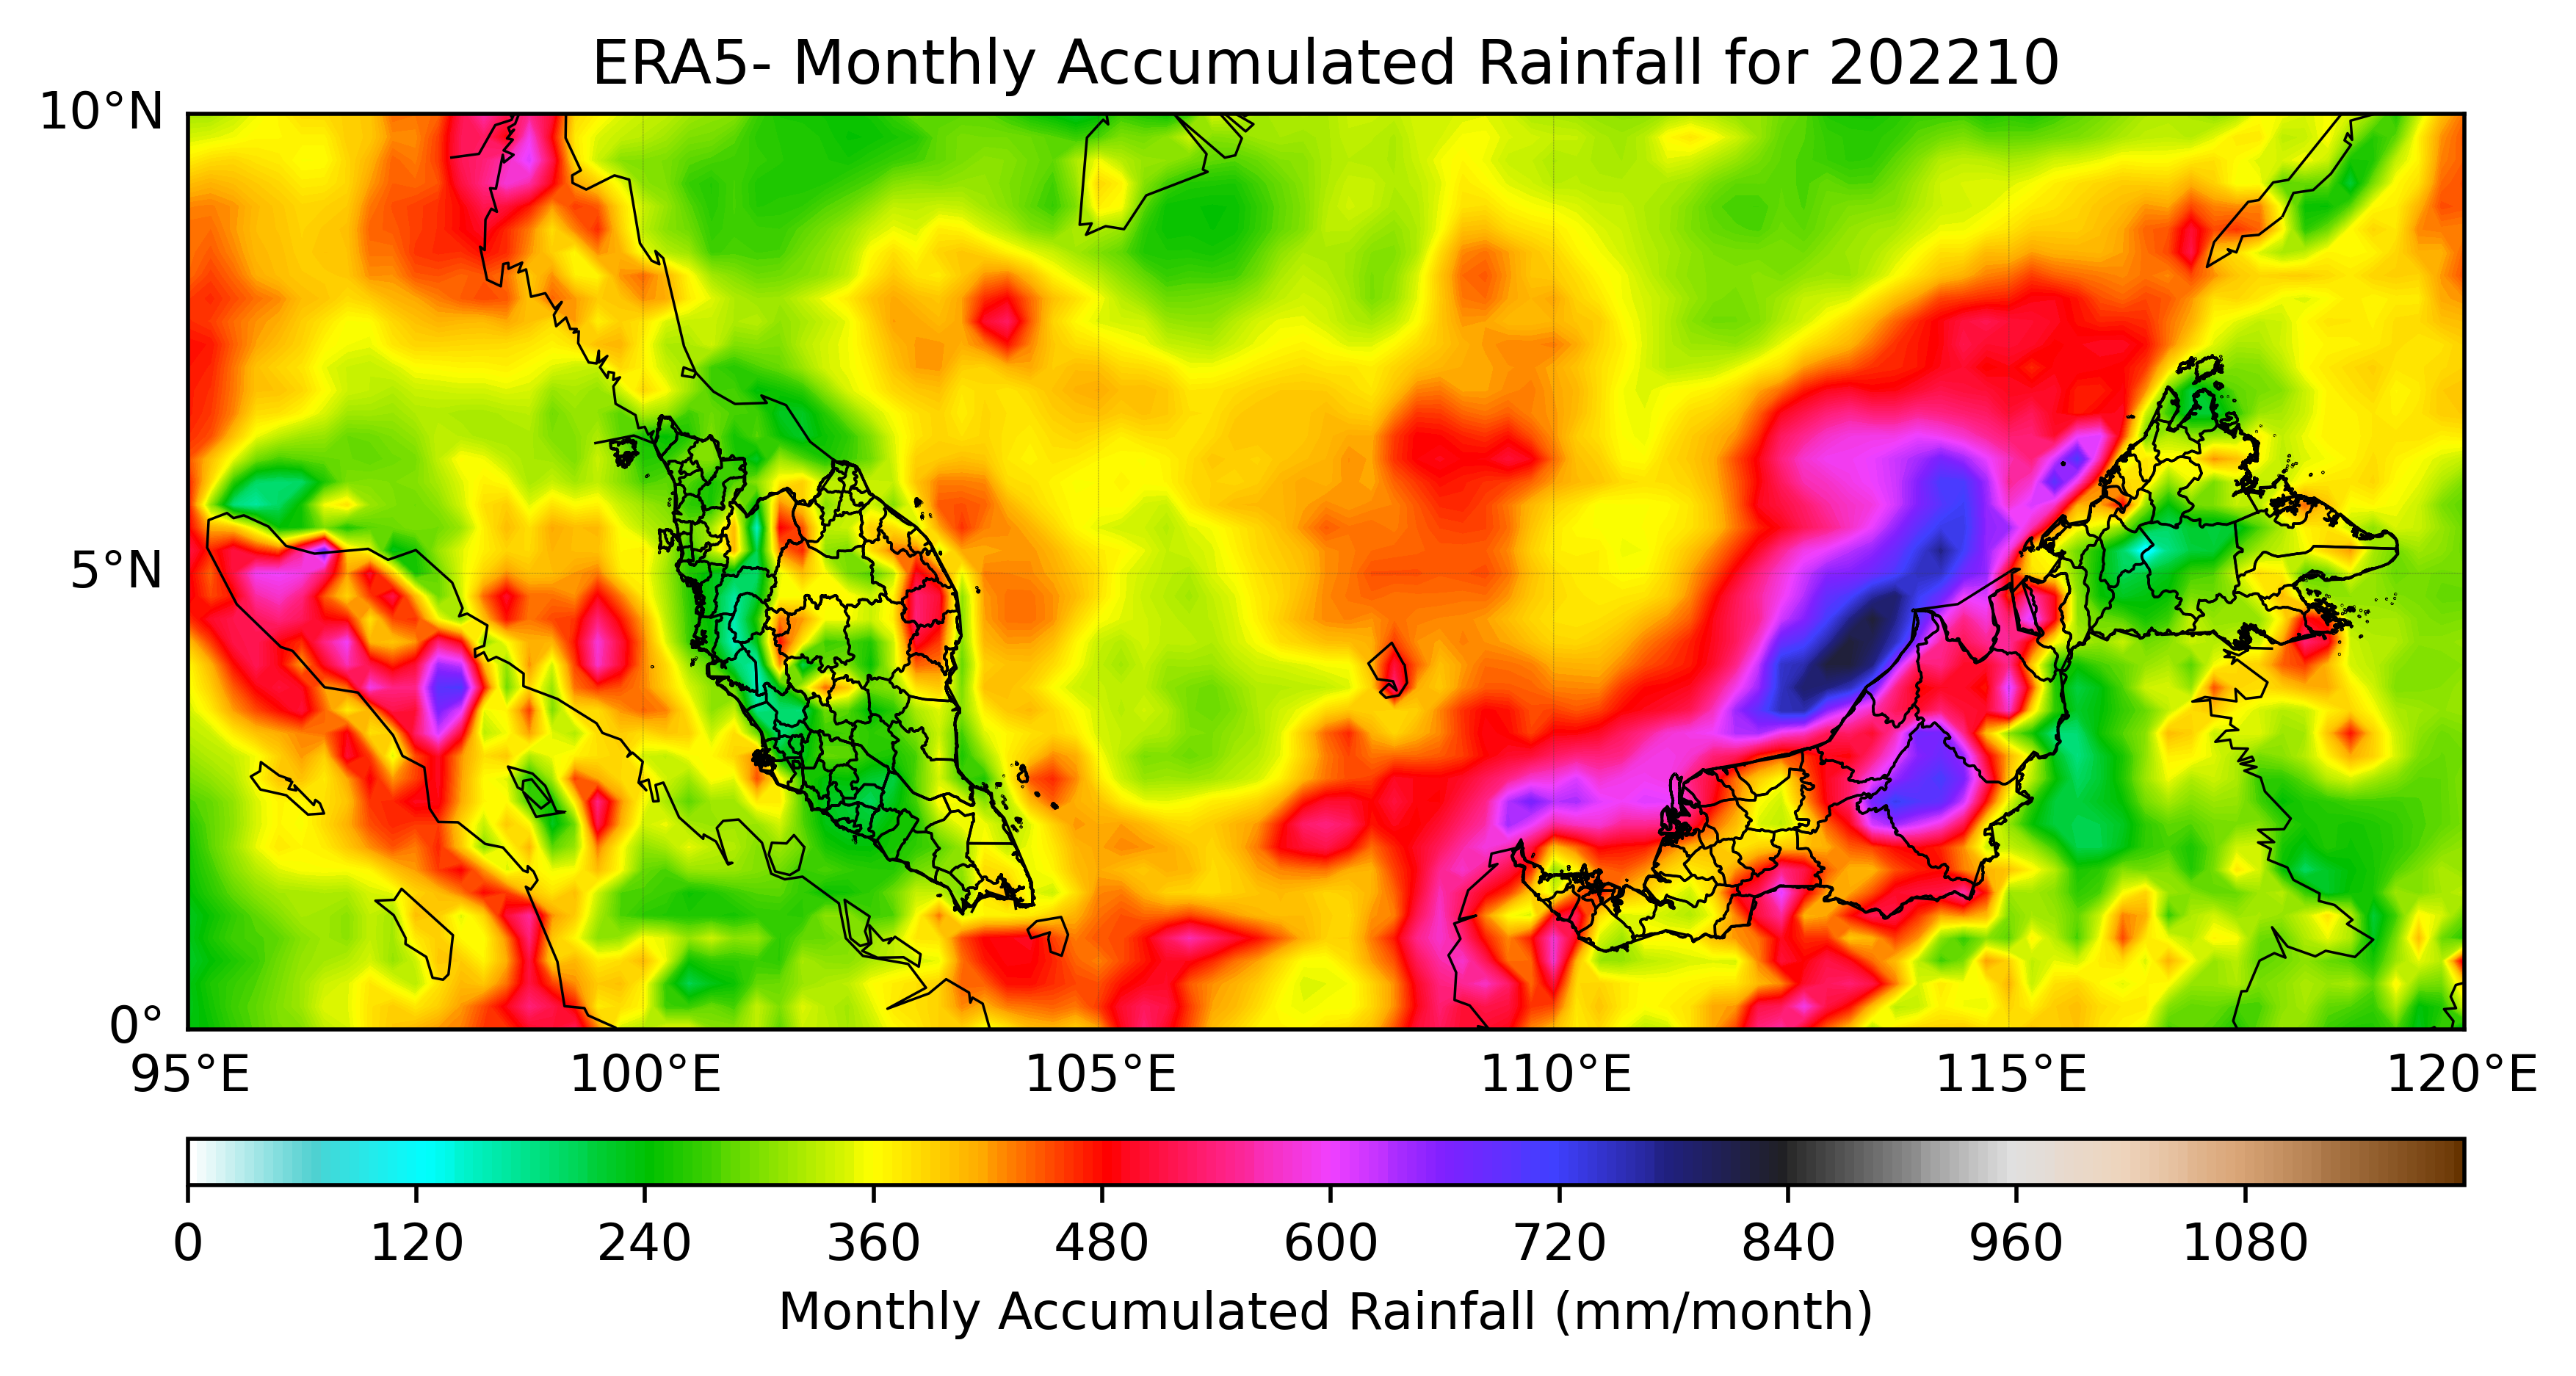 ERA5- Monthly Accumulated Rainfall for 202210
10°N
5°N
0°
95°E 100°E 105°E 110°E 115°E 120°E
0 120 240 360 480 600 720 840 960 1080
Monthly Accumulated Rainfall (mm/month)